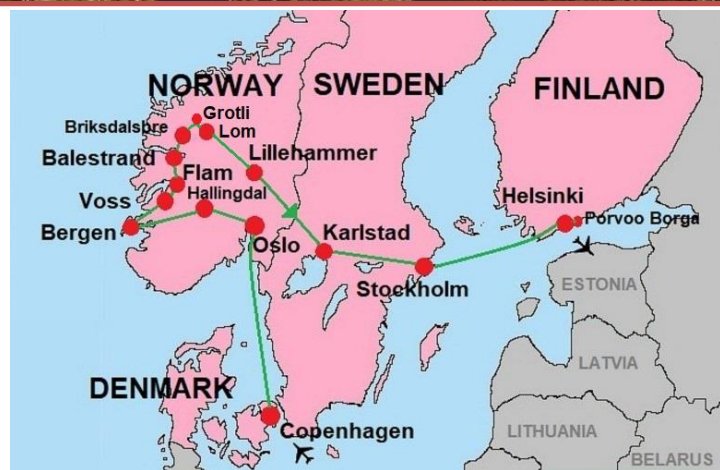 NORWAY
SWEDEN
FINLAND
Grotli
Briksdalsbre
Lom
Balestrand
Lillehammer
Flam
Hallingdal
Voss
Helsinki
Porvoo Borga
Bergen
Oslo
Karlstad
Stockholm
ESTONIA
LATVIA
DENMARK
Copenhagen
LITHUANIA
BELARUS